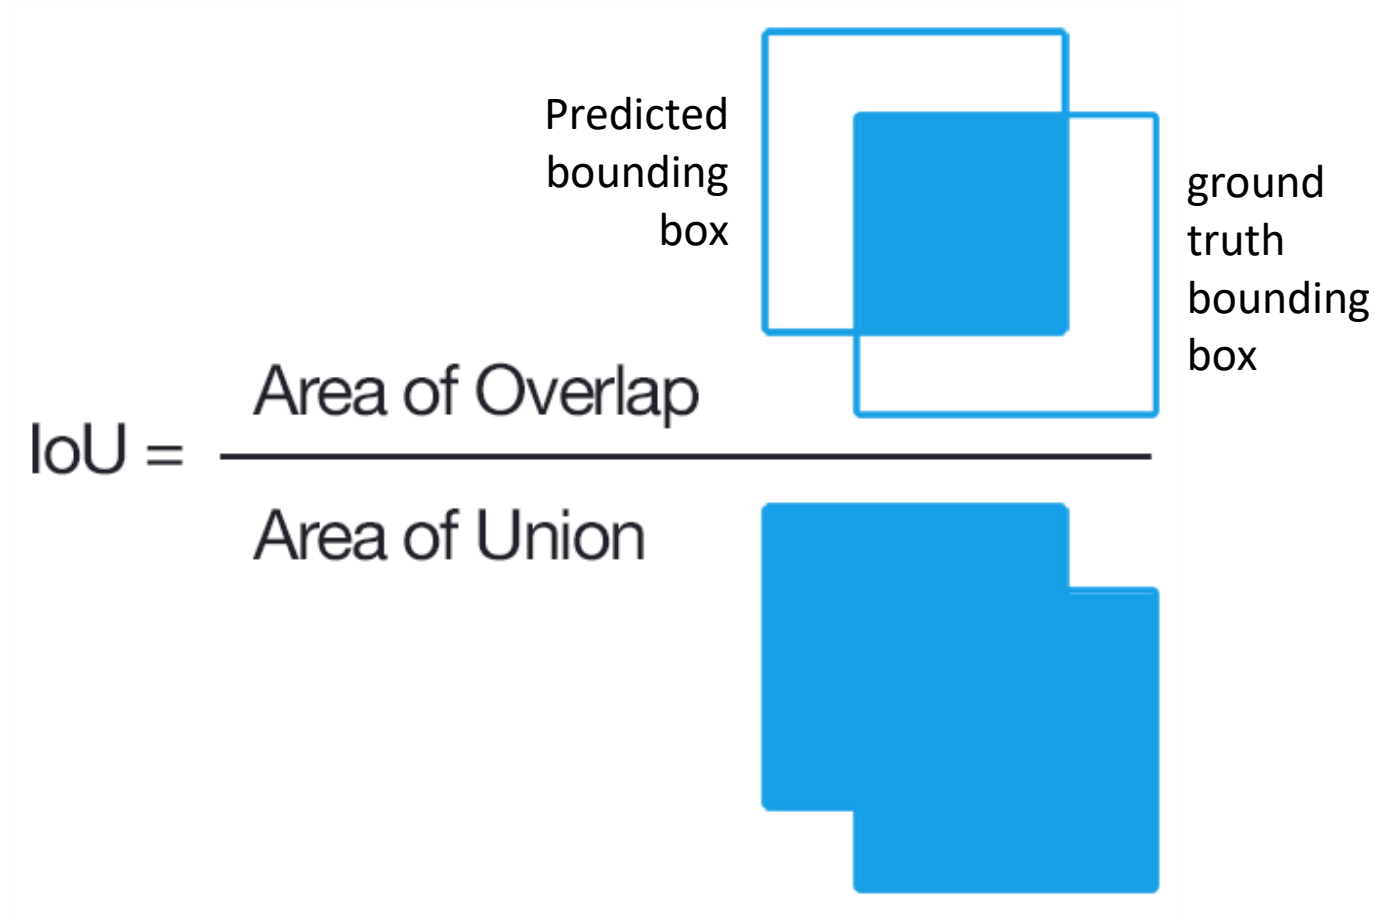 Predicted
bounding
box
ground
truth
bounding
box
IoU =
Area of Overlap
Area of Union